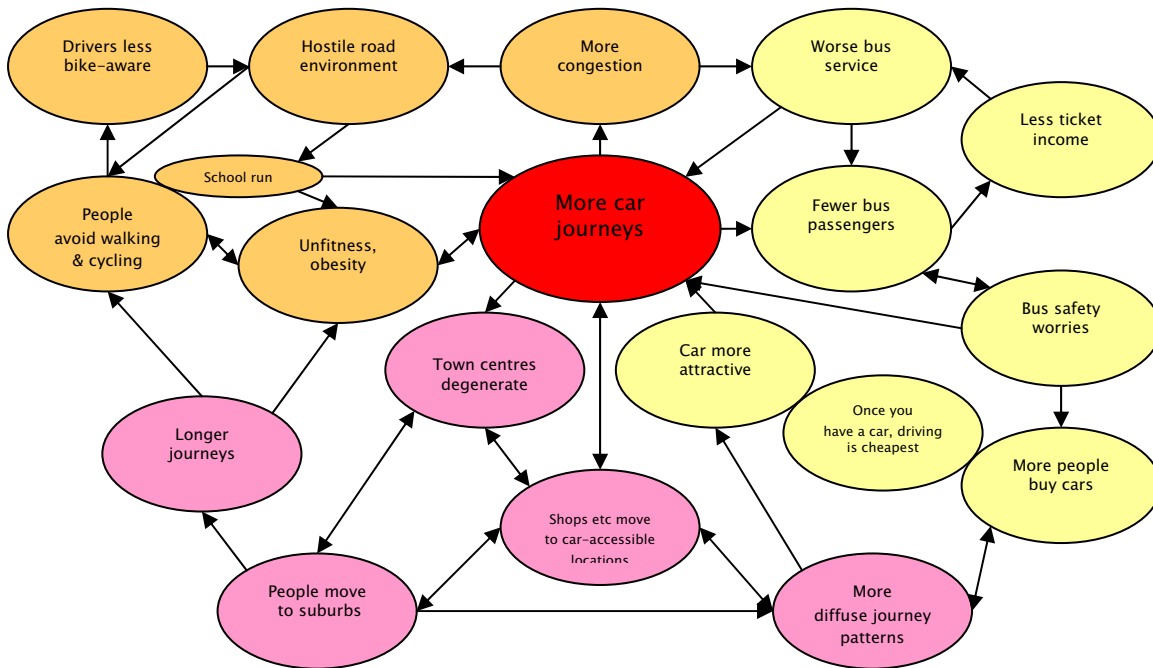 Drivers less
bike-aware
Hostile road
environment
More
congestion
Worse bus
service
Less ticket
income
School run
People
avoid walking
& cycling
Unfitness,
obesity
More car
journeys
Fewer bus
passengers
Bus safety
worries
Town centres
degenerate
Car more
attractive
Once you
have a car, driving
is cheapest
Longer
journeys
More people
buy cars
Shops etc move
to car-accessible
locations
People move
to suburbs
More
diffuse journey
patterns